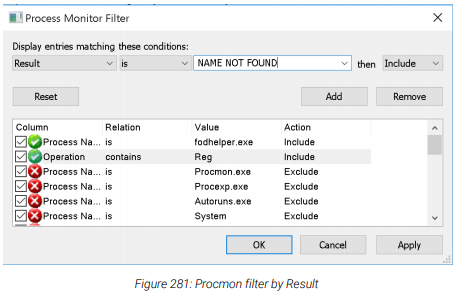 Process Monitor Filter
Display entries matching these conditions:
Result is NAME NOT FOUND then Include
Reset Add Remove
Column Relation Value Action
Process Na... is fodhelper.exe Include
Operation contains Reg Include
Process Na... is Procmon.exe Exclude
Process Na... is Procexp.exe Exclude
Process Na... is Autoruns.exe Exclude
Process Na... is System Exclude
OK Cancel Apply
Figure 281: Procmon filter by Result